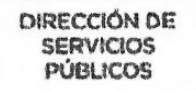 DIRECCIÓN DE
SERVICIOS
PÚBLICOS